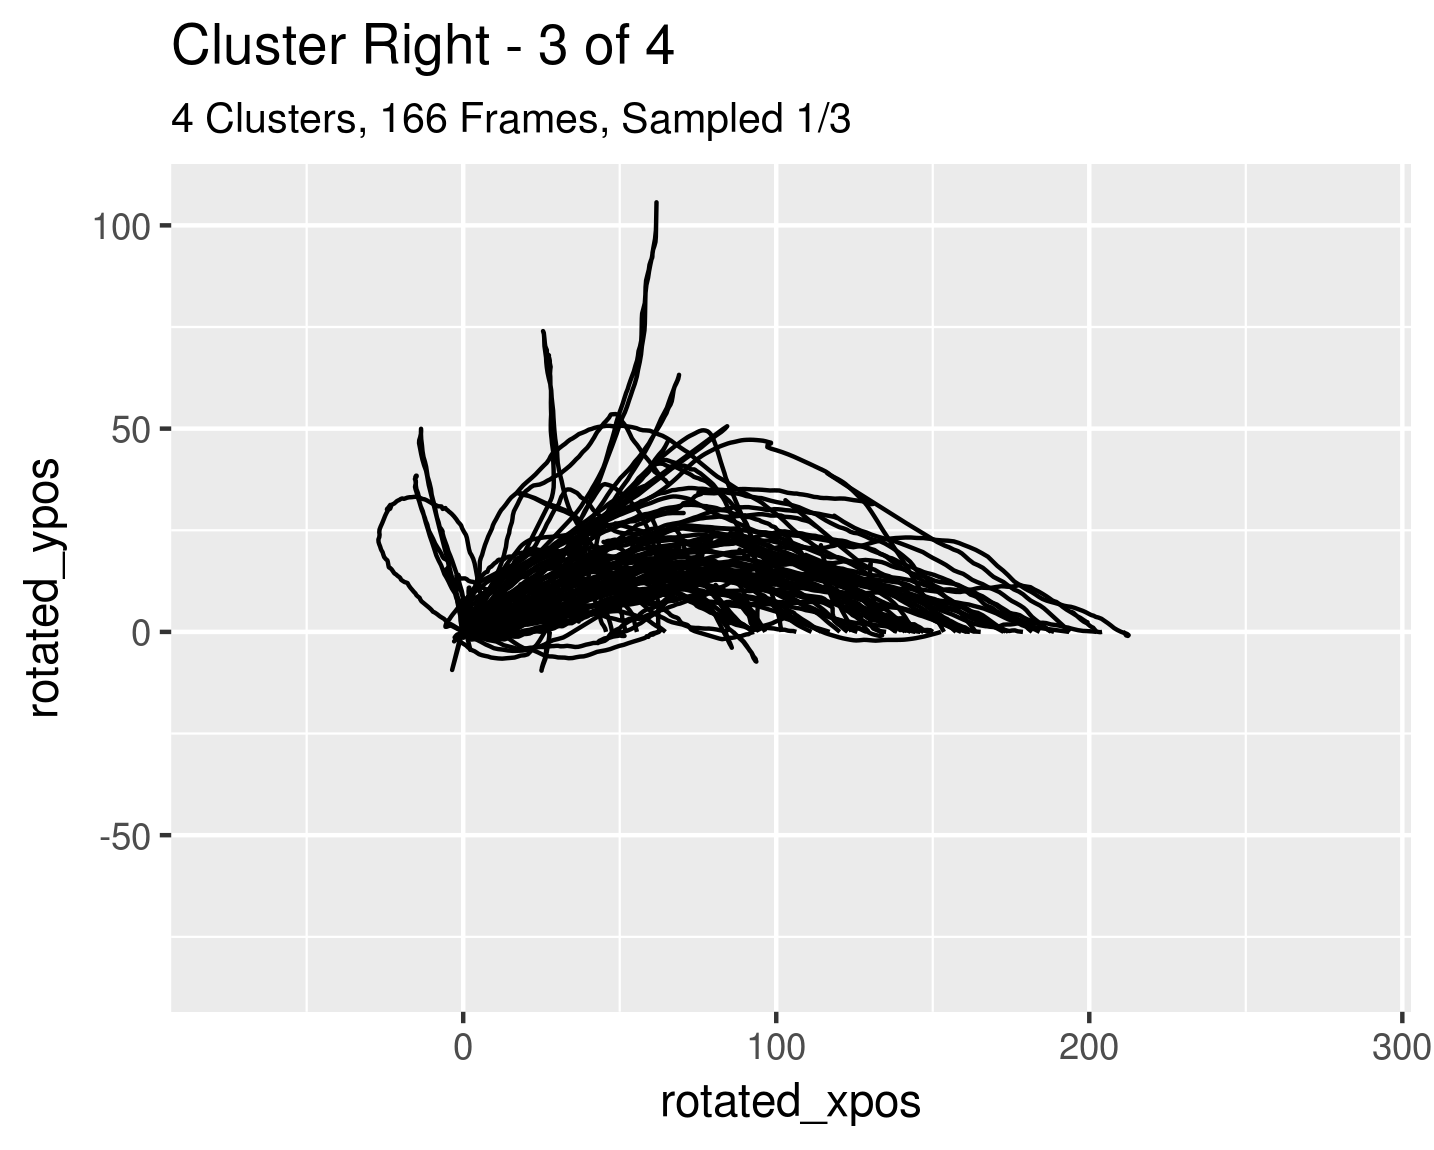 Cluster Right - 3 of 4
4 Clusters, 166 Frames, Sampled 1/3
100
50
0
-50
rotated_ypos
0 100 200 300
rotated_xpos